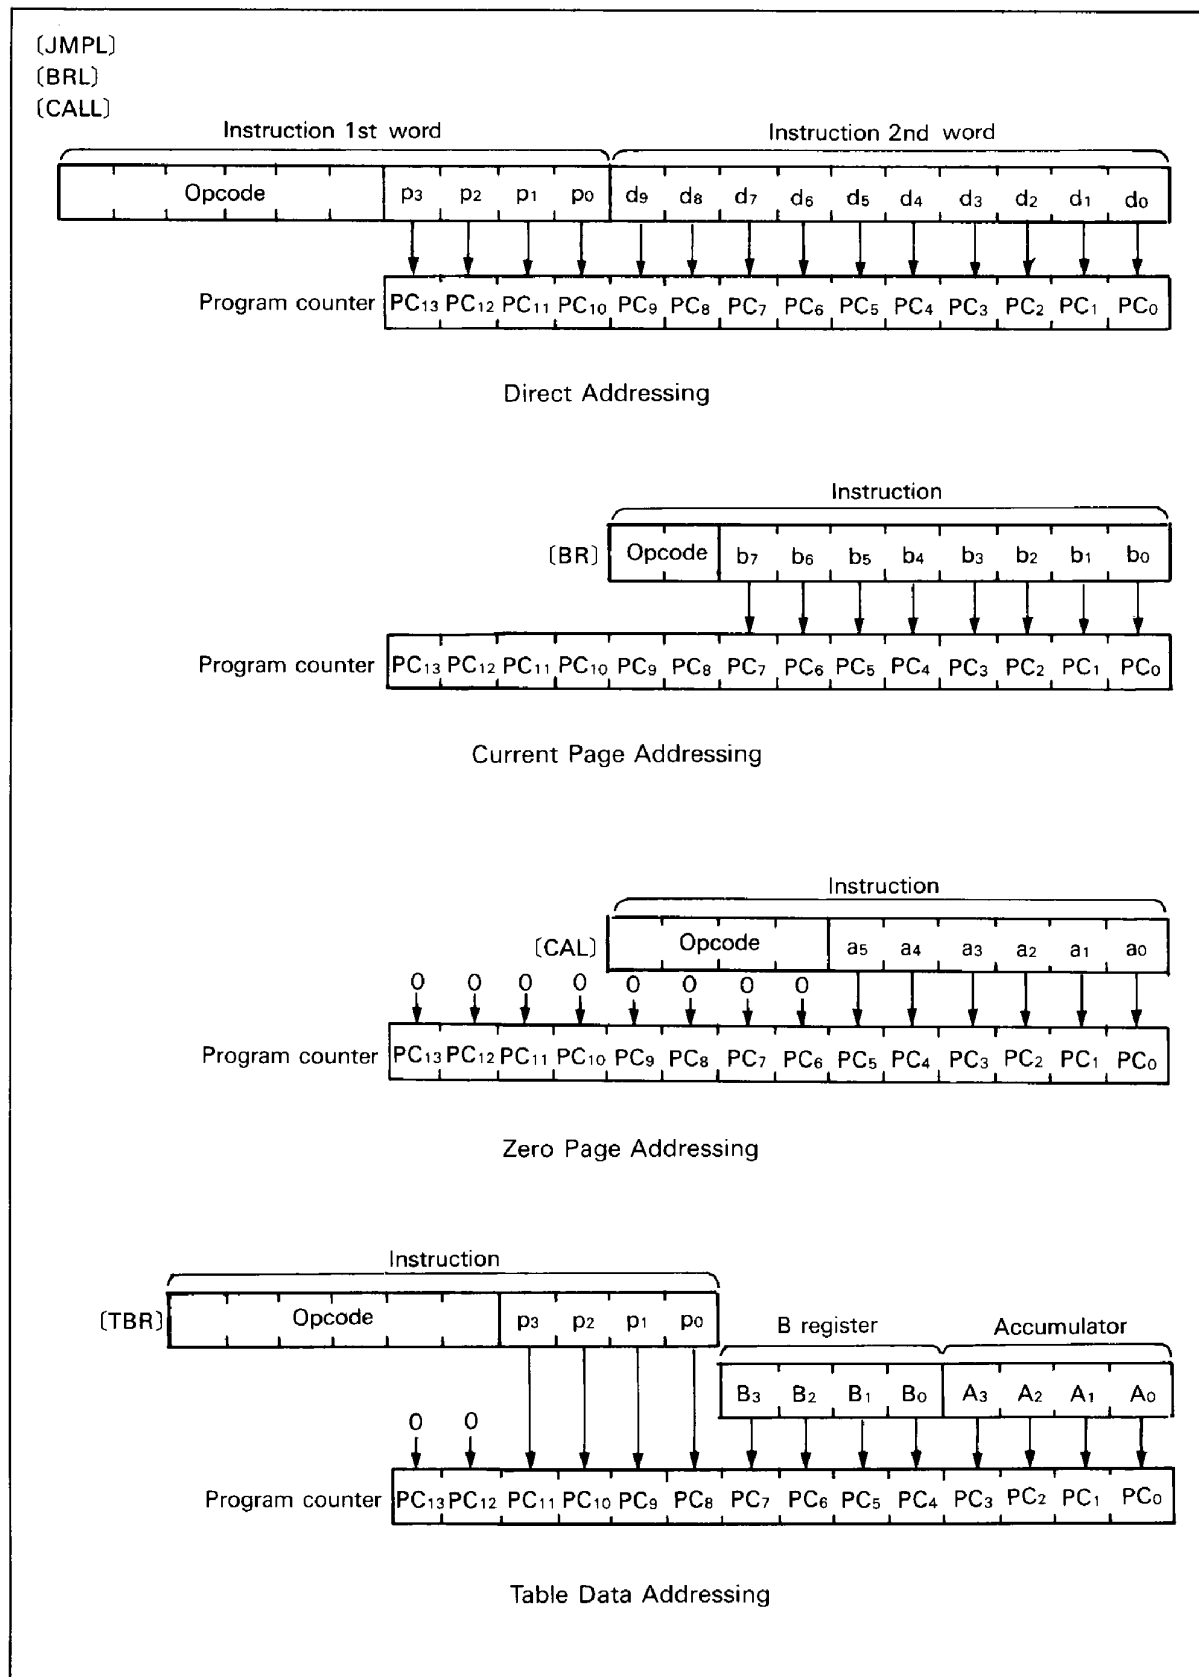 [JMPL]
[BRL]
[CALL]
Instruction 1st word Instruction 2nd word
Opcode p3 p2 p1 p0 d9 d8 d7 d6 d5 d4 d3 d2 d1 d0
Program counter PC13 PC12 PC11 PC10 PC9 PC8 PC7 PC6 PC5 PC4 PC3 PC2 PC1 PC0
Direct Addressing
Instruction
[BR] Opcode b7 b6 b5 b4 b3 b2 b1 b0
Program counter PC13 PC12 PC11 PC10 PC9 PC8 PC7 PC6 PC5 PC4 PC3 PC2 PC1 PC0
Current Page Addressing
Instruction
[CAL] Opcode a5 a4 a3 a2 a1 a0
0 0 0 0 0 0 0 0
Program counter PC13 PC12 PC11 PC10 PC9 PC8 PC7 PC6 PC5 PC4 PC3 PC2 PC1 PC0
Zero Page Addressing
Instruction
[TBR] Opcode p3 p2 p1 p0
B register Accumulator
B3 B2 B1 B0 A3 A2 A1 A0
0 0
Program counter PC13 PC12 PC11 PC10 PC9 PC8 PC7 PC6 PC5 PC4 PC3 PC2 PC1 PC0
Table Data Addressing